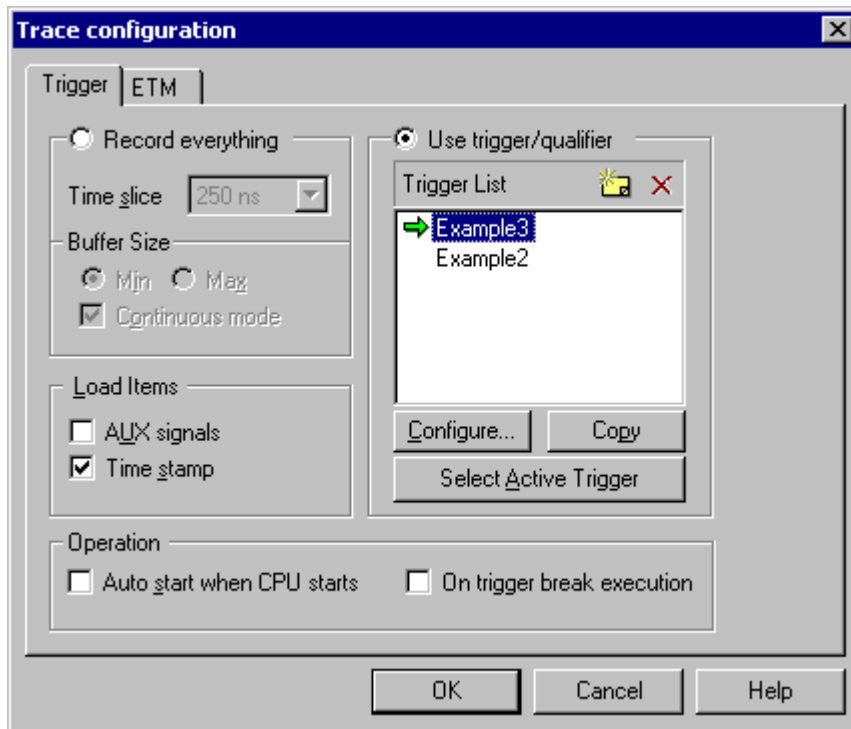 Trace configuration
Trigger
ETM
Record everything
Time slice
250 ns
Buffer Size
Min
Max
Continuous mode
Load Items
AUX signals
Time stamp
Use trigger/qualifier
Trigger List
Example3
Example2
Configure...
Copy
Select Active Trigger
Operation
Auto start when CPU starts
On trigger break execution
OK
Cancel
Help